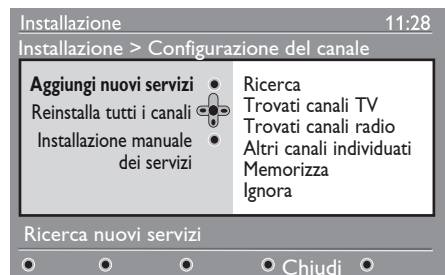 Installazione 11:28
Installazione > Configurazione del canale
Aggiungi nuovi servizi
Reinstalla tutti i canali
Installazione manuale
dei servizi
Ricerca
Trovati canali TV
Trovati canali radio
Altri canali individuati
Memorizza
Ignora
Ricerca nuovi servizi
Chiudi